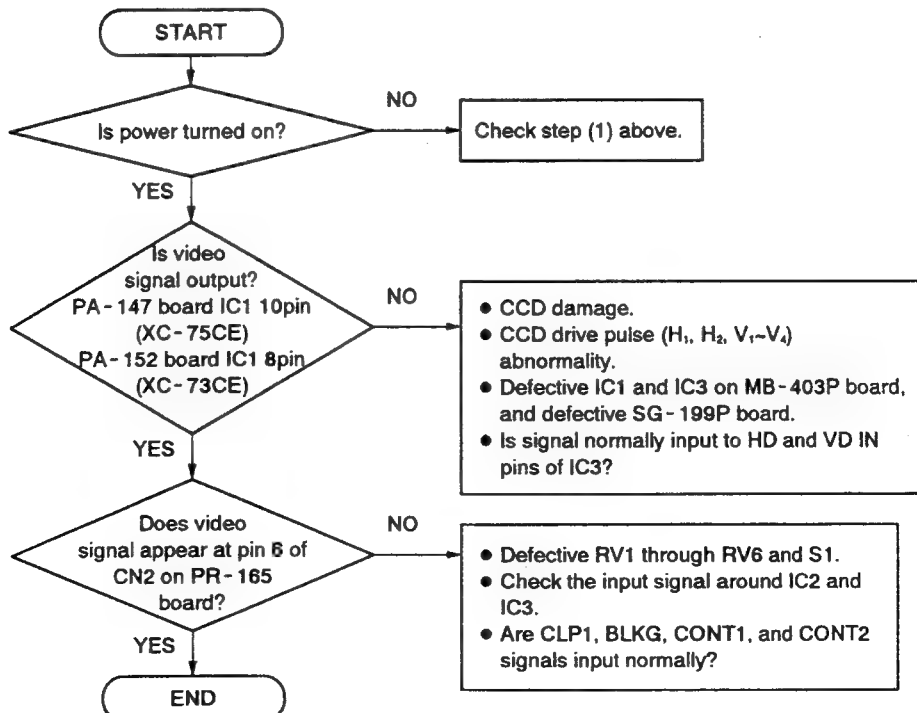 START
Is power turned on?
NO
Check step (1) above.
YES
Is video
signal output?
PA-147 board IC1 10pin
(XC-75CE)
PA-152 board IC1 8pin
(XC-73CE)
NO
● CCD damage.
● CCD drive pulse (H₁, H₂, V₁~V₄)
abnormality.
● Defective IC1 and IC3 on MB-403P board,
and defective SG-199P board.
● Is signal normally input to HD and VD IN
pins of IC3?
YES
Does video
signal appear at pin 6 of
CN2 on PR-165
board?
NO
● Defective RV1 through RV6 and S1.
● Check the input signal around IC2 and
IC3.
● Are CLP1, BLKG, CONT1, and CONT2
signals input normally?
YES
END